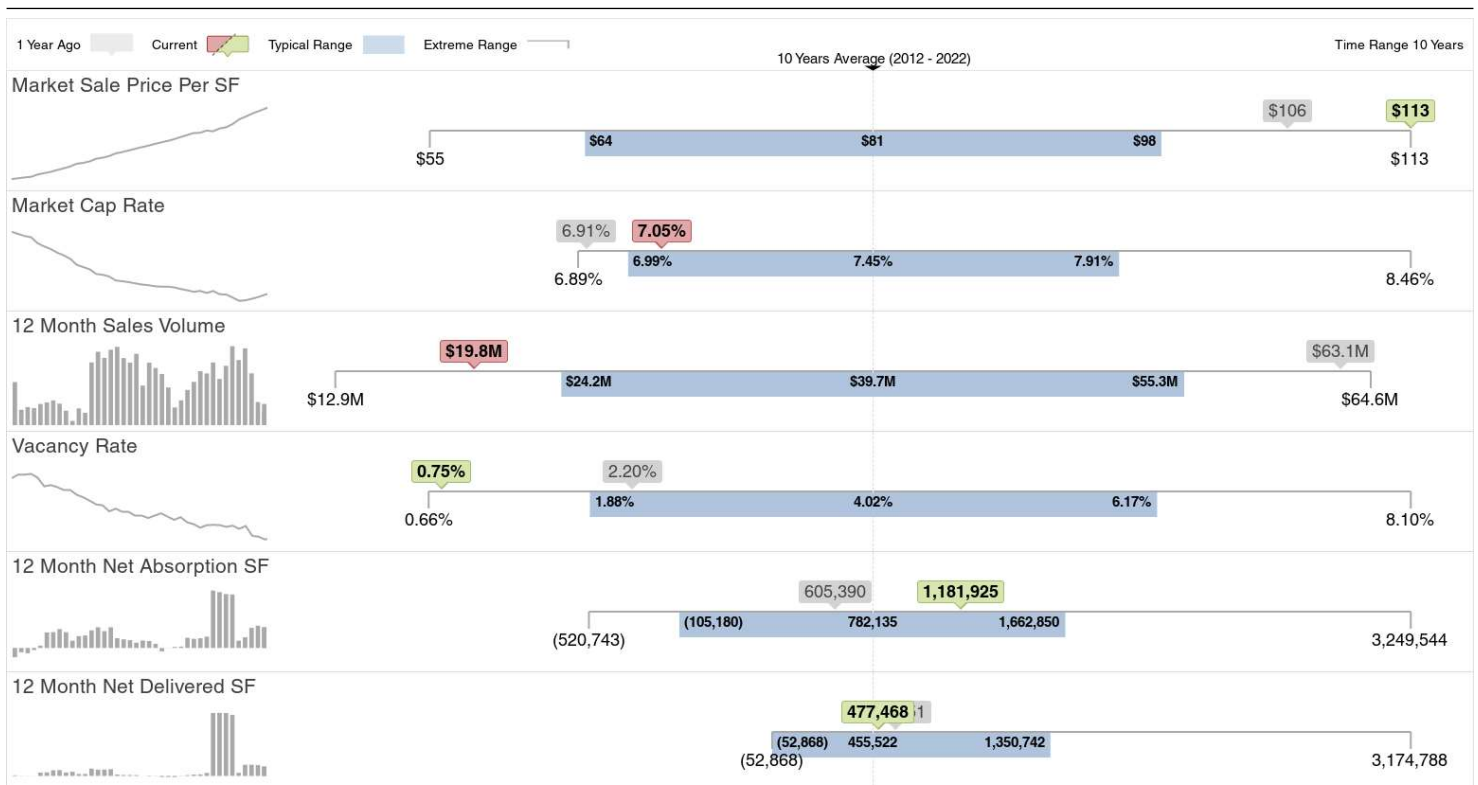 1 Year Ago Current Typical Range Extreme Range Time Range 10 Years
10 Years Average (2012 - 2022)
Market Sale Price Per SF
$106 $113
$64 $81 $98
$55 $113
Market Cap Rate
6.91% 7.05%
6.99% 7.45% 7.91%
6.89% 8.46%
12 Month Sales Volume
$19.8M $63.1M
$24.2M $39.7M $55.3M
$12.9M $64.6M
Vacancy Rate
0.75% 2.20%
1.88% 4.02% 6.17%
0.66% 8.10%
12 Month Net Absorption SF
605,390 1,181,925
(105,180) 782,135 1,662,850
(520,743) 3,249,544
12 Month Net Delivered SF
477,468
(52,868) 455,522 1,350,742
(52,868) 3,174,788